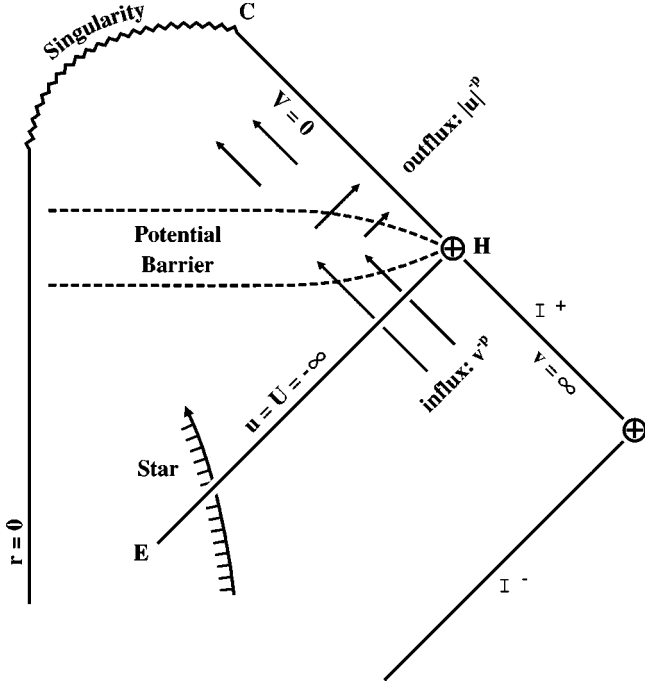 C
Singularity
V = 0
outflux: |u|^-p
Potential
Barrier
H
I +
v = ∞
influx: v^-p
u = U = -∞
Star
E
r = 0
I -